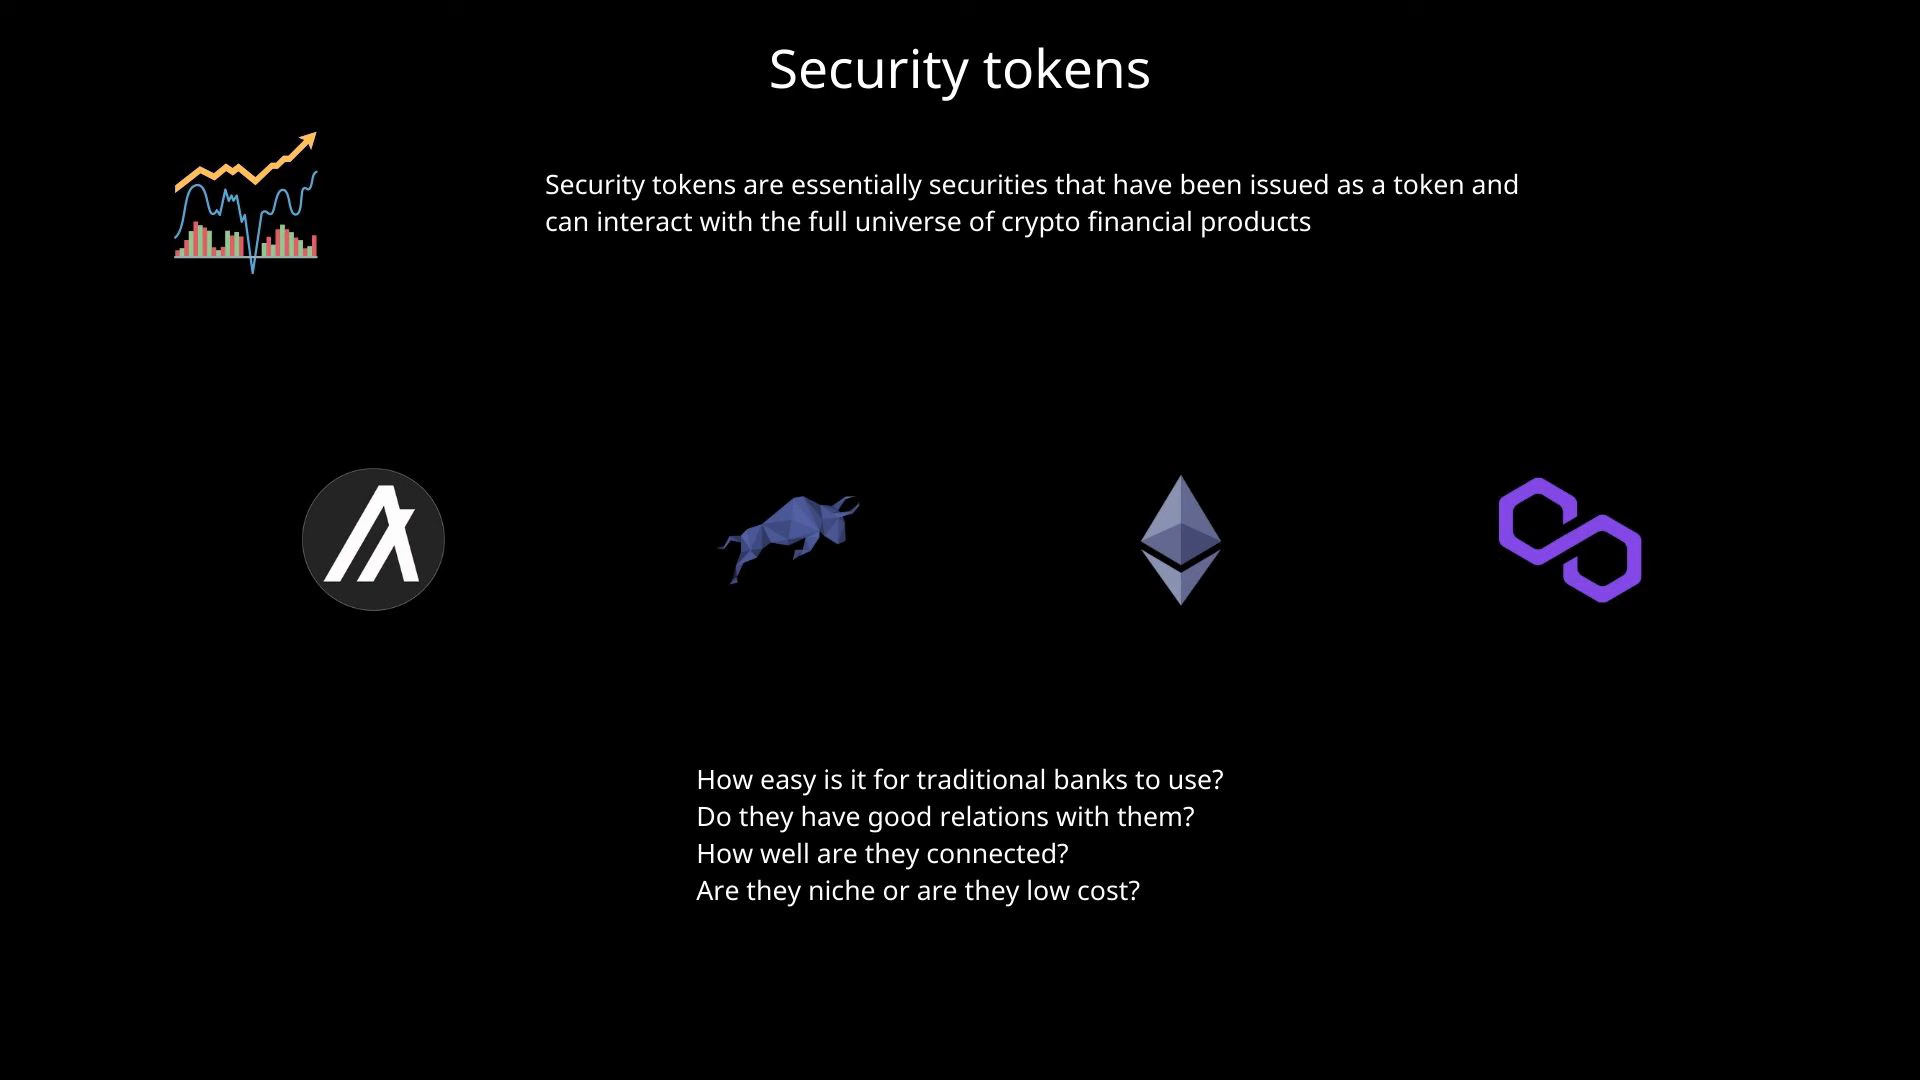 Security tokens
Security tokens are essentially securities that have been issued as a token and
can interact with the full universe of crypto financial products
How easy is it for traditional banks to use?
Do they have good relations with them?
How well are they connected?
Are they niche or are they low cost?